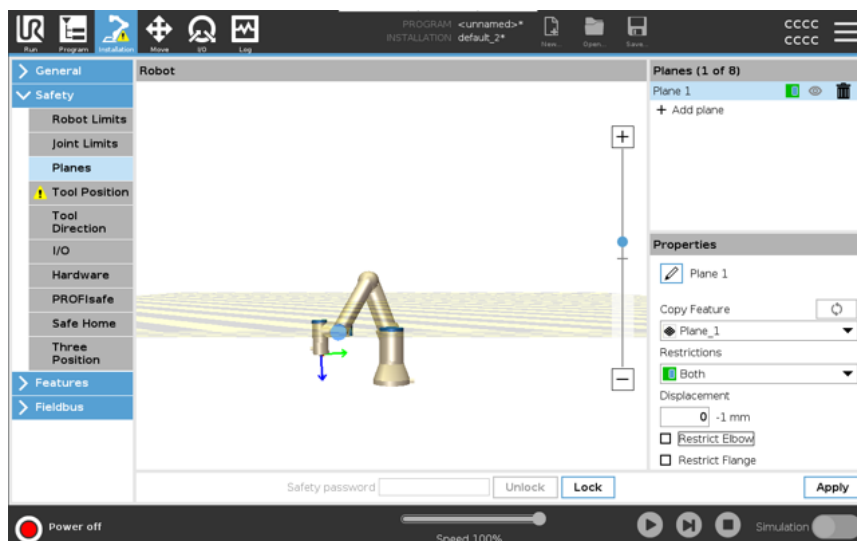 UR
PROGRAM <unnamed>*
INSTALLATION default_2*
CCCC
CCCC
Run Program Installation Move I/O Log
New... Open... Save...
General
Safety
Robot Limits
Joint Limits
Planes
Tool Position
Tool
Direction
I/O
Hardware
PROFIsafe
Safe Home
Three
Position
Features
Fieldbus
Robot
Planes (1 of 8)
Plane 1
+ Add plane
Properties
Plane 1
Copy Feature
Plane_1
Restrictions
Both
Displacement
0 -1 mm
Restrict Elbow
Restrict Flange
Safety password
Unlock
Lock
Apply
Power off
Speed 100%
Simulation